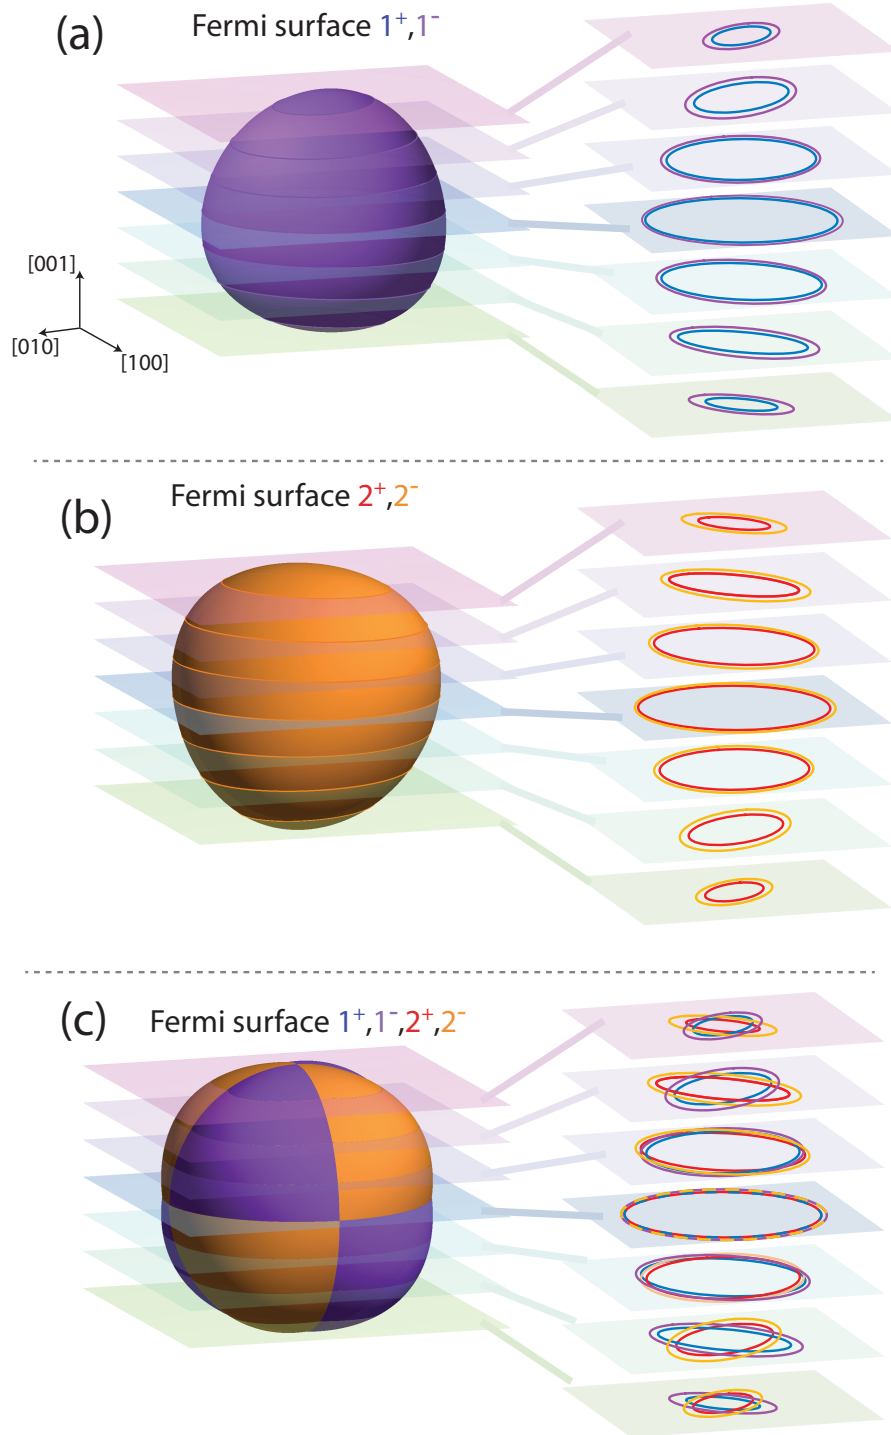 (a)
Fermi surface 1⁺,1⁻
[001]
[010]
[100]
(b)
Fermi surface 2⁺,2⁻
(c)
Fermi surface 1⁺,1⁻,2⁺,2⁻